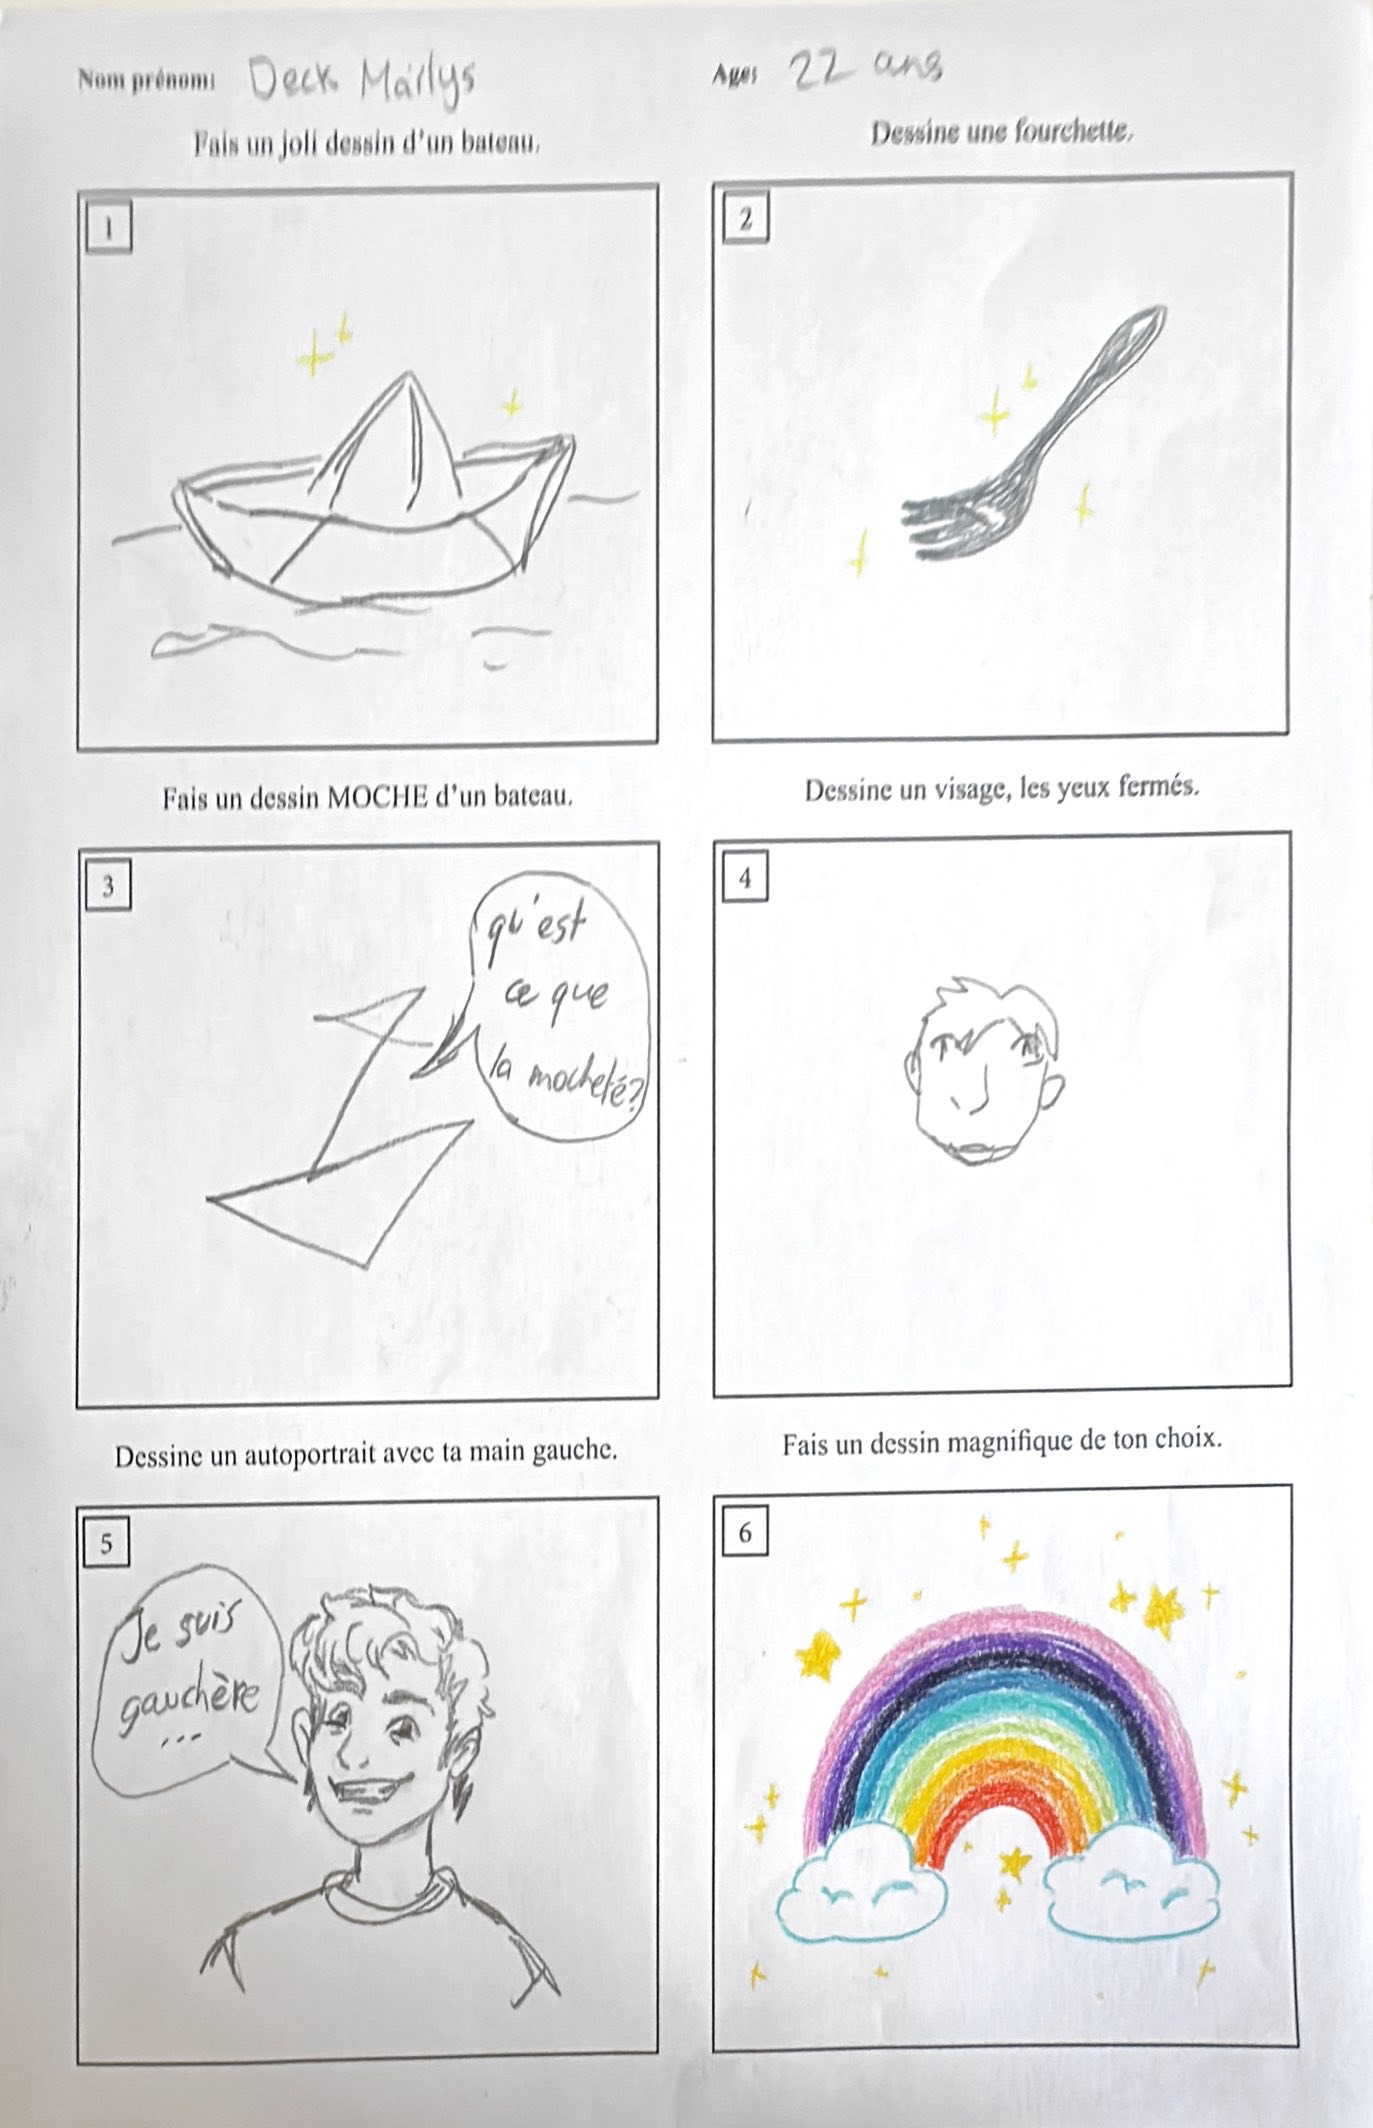 Nom prénom: Deck Maïlys
Age: 22 ans
Fais un joli dessin d'un bateau.
Dessine une fourchette.
1
2
Fais un dessin MOCHE d'un bateau.
Dessine un visage, les yeux fermés.
3
qu'est
ce que
la mocheté?
4
Dessine un autoportrait avec ta main gauche.
Fais un dessin magnifique de ton choix.
5
Je suis
gauchère
...
6